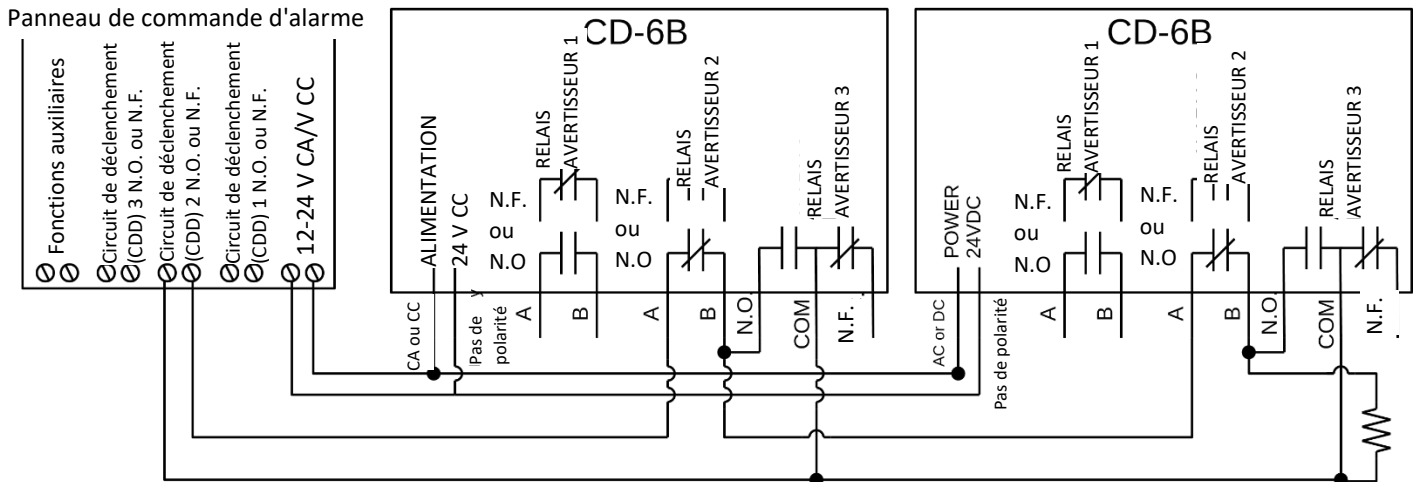 Panneau de commande d'alarme
Fonctions auxiliaires
Circuit de déclenchement
(CDD) 3 N.O. ou N.F.
Circuit de déclenchement
(CDD) 2 N.O. ou N.F.
Circuit de déclenchement
(CDD) 1 N.O. ou N.F.
12-24 V CA/V CC
CD-6B
ALIMENTATION
24 V CC
N.F.
ou
N.O
RELAIS
AVERTISSEUR 1
N.F.
ou
N.O
RELAIS
AVERTISSEUR 2
RELAIS
AVERTISSEUR 3
CA ou CC
Pas de y
polarité
A
B
A
B
N.O.
COM
N.F.
CD-6B
POWER
24VDC
N.F.
ou
N.O
RELAIS
AVERTISSEUR 1
N.F.
ou
N.O
RELAIS
AVERTISSEUR 2
RELAIS
AVERTISSEUR 3
AC or DC
Pas de polarité
A
B
A
B
N.O.
COM
N.F.